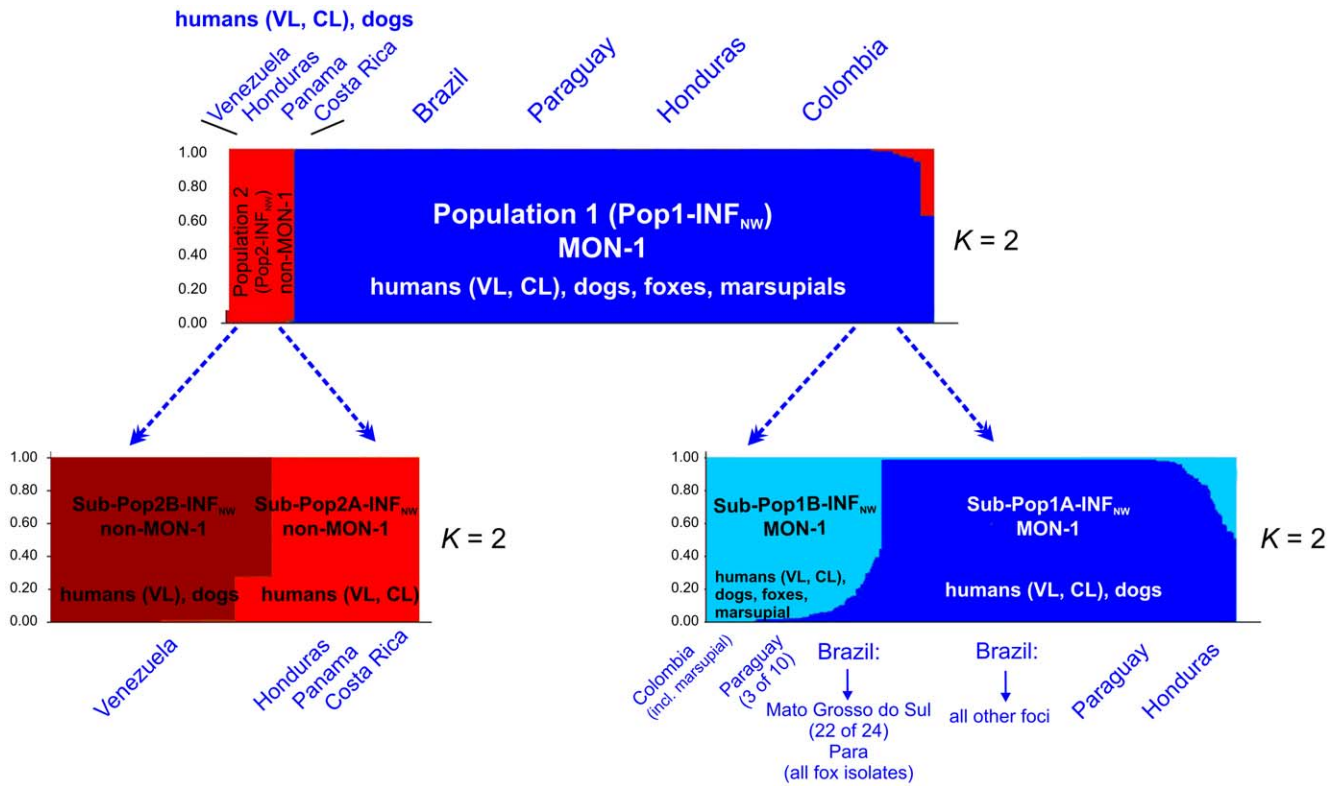 humans (VL, CL), dogs
Venezuela
Honduras
Panama
Costa Rica
Brazil
Paraguay
Honduras
Colombia
1.00
0.80
0.60
0.40
0.20
0.00
Population 2
(Pop2-INFNW)
non-MON-1
Population 1 (Pop1-INFNW)
MON-1
humans (VL, CL), dogs, foxes, marsupials
K = 2
1.00
0.80
0.60
0.40
0.20
0.00
Sub-Pop2B-INFNW
non-MON-1
humans (VL), dogs
Sub-Pop2A-INFNW
non-MON-1
humans (VL, CL)
K = 2
Venezuela
Honduras
Panama
Costa Rica
1.00
0.80
0.60
0.40
0.20
0.00
Sub-Pop1B-INFNW
MON-1
humans (VL, CL),
dogs, foxes,
marsupial
Sub-Pop1A-INFNW
MON-1
humans (VL, CL), dogs
K = 2
Colombia
(incl. marsupial)
Paraguay
(3 of 10)
Brazil:
Mato Grosso do Sul
(22 of 24)
Para
(all fox isolates)
Brazil:
all other foci
Paraguay
Honduras